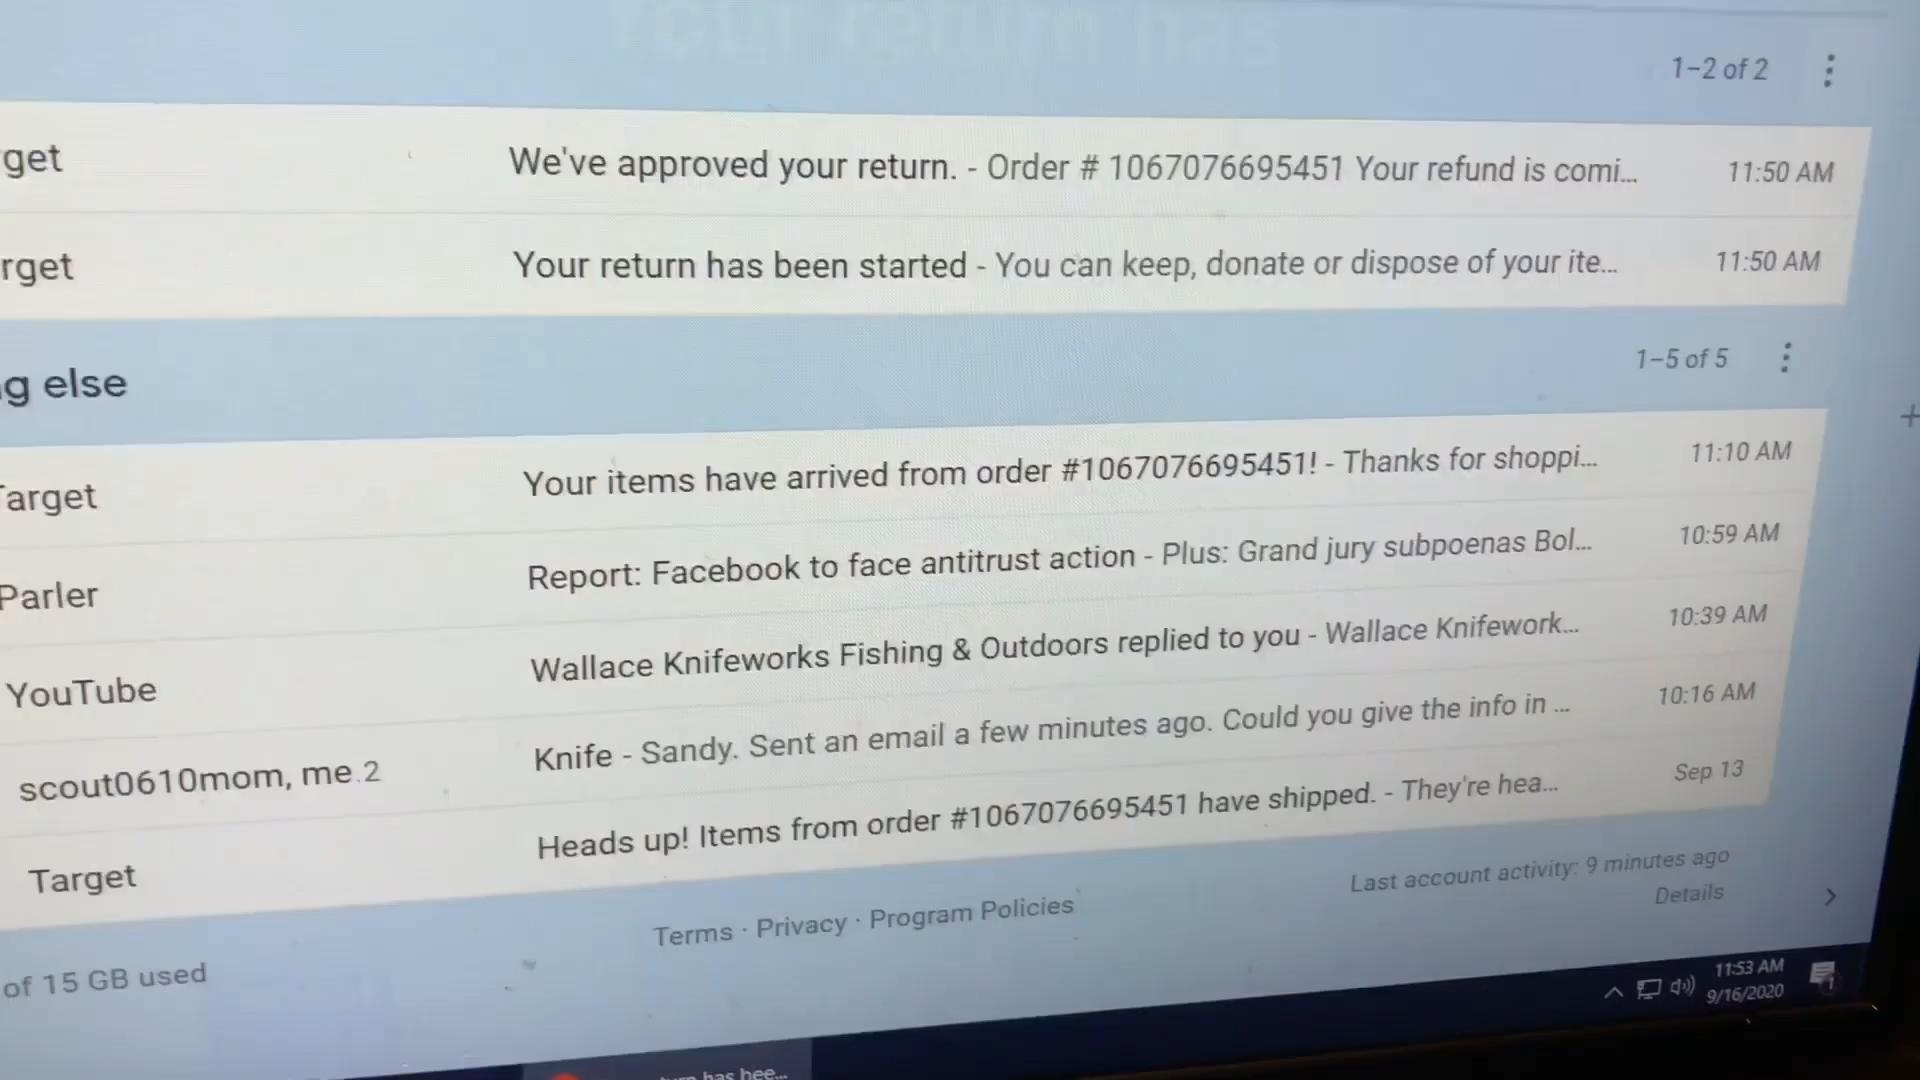 Your return has
1-2 of 2
rget We've approved your return. - Order # 1067076695451 Your refund is comi... 11:50 AM
rget Your return has been started - You can keep, donate or dispose of your ite... 11:50 AM
g else 1-5 of 5
Target Your items have arrived from order #1067076695451! - Thanks for shoppi... 11:10 AM
Parler Report: Facebook to face antitrust action - Plus: Grand jury subpoenas Bol... 10:59 AM
YouTube Wallace Knifeworks Fishing & Outdoors replied to you - Wallace Knifework... 10:39 AM
scout0610mom, me 2 Knife - Sandy. Sent an email a few minutes ago. Could you give the info in ... 10:16 AM
Target Heads up! Items from order #1067076695451 have shipped. - They're hea... Sep 13
of 15 GB used Terms · Privacy · Program Policies Last account activity: 9 minutes ago
Details
11:53 AM
9/16/2020
has bee...